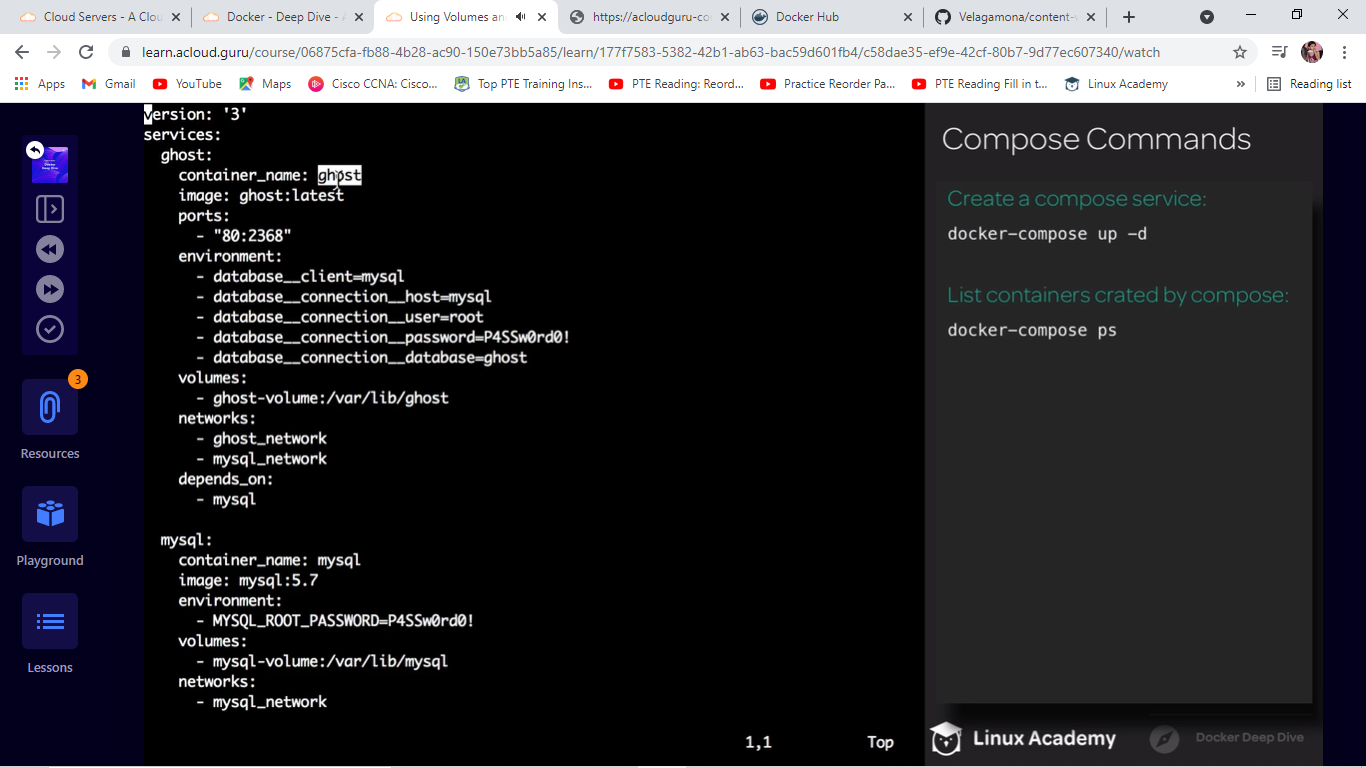 Cloud Servers - A Clou
Docker - Deep Dive - A
Using Volumes an
https://acloudguru-co
Docker Hub
Velagamona/content-
learn.acloud.guru/course/06875cfa-fb88-4b28-ac90-150e73bb5a85/learn/177f7583-5382-42b1-ab63-bac59d601fb4/c58dae35-ef9e-42cf-80b7-9d77ec607340/watch
Apps
Gmail
YouTube
Maps
Cisco CCNA: Cisco...
Top PTE Training Ins...
PTE Reading: Reord...
Practice Reorder Pa...
PTE Reading Fill in t...
Linux Academy
»
Reading list
Docker
Deep Dive
3
Resources
Playground
Lessons
version: '3'
services:
ghost:
container_name: ghost
image: ghost:latest
ports:
- "80:2368"
environment:
- database__client=mysql
- database__connection__host=mysql
- database__connection__user=root
- database__connection__password=P4SSw0rd0!
- database__connection__database=ghost
volumes:
- ghost-volume:/var/lib/ghost
networks:
- ghost_network
- mysql_network
depends_on:
- mysql
mysql:
container_name: mysql
image: mysql:5.7
environment:
- MYSQL_ROOT_PASSWORD=P4SSw0rd0!
volumes:
- mysql-volume:/var/lib/mysql
networks:
- mysql_network
1,1
Top
Compose Commands
Create a compose service:
docker-compose up -d
List containers crated by compose:
docker-compose ps
Linux Academy
Docker Deep Dive